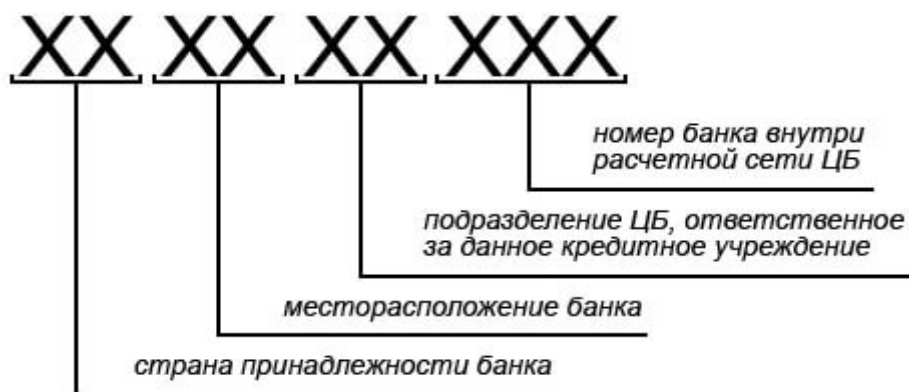 XX XX XX XXX
номер банка внутри
расчетной сети ЦБ
подразделение ЦБ, ответственное
за данное кредитное учреждение
месторасположение банка
страна принадлежности банка